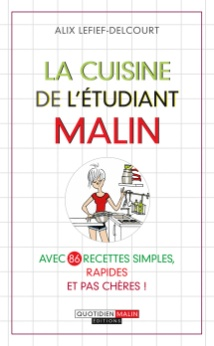 ALIX LEFIEF-DELCOURT
LA CUISINE
DE L'ÉTUDIANT
MALIN
AVEC 86 RECETTES SIMPLES,
RAPIDES
ET PAS CHÈRES !
QUOTIDIEN MALIN
ÉDITIONS